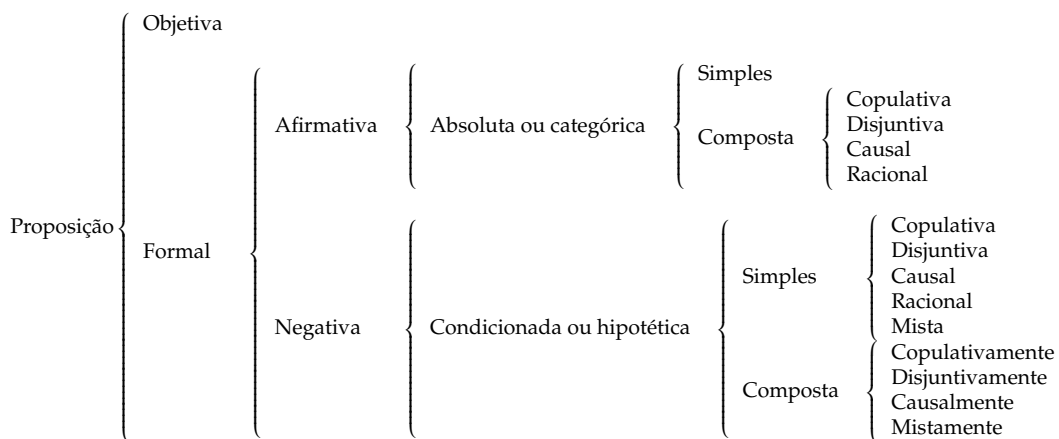 Proposição
Objetiva
Formal
Afirmativa
Absoluta ou categórica
Simples
Composta
Copulativa
Disjuntiva
Causal
Racional
Negativa
Condicionada ou hipotética
Simples
Copulativa
Disjuntiva
Causal
Racional
Mista
Composta
Copulativamente
Disjuntivamente
Causalmente
Mistamente